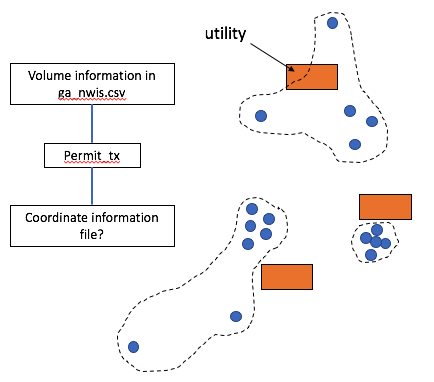 utility
Volume information in
ga_nwis.csv
Permit_tx
Coordinate information
file?